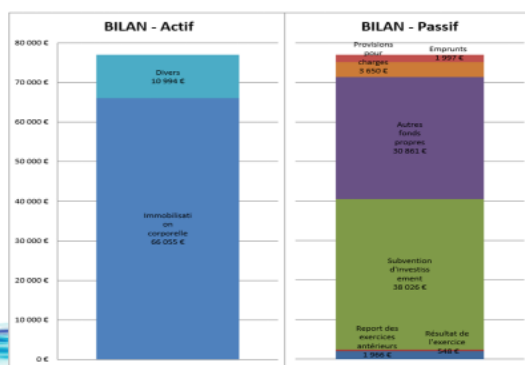 BILAN - Actif
80 000 €
70 000 €
60 000 €
50 000 €
40 000 €
30 000 €
20 000 €
10 000 €
0 €
Divers
10 994 €
Immobilisati
on
corporelle
66 055 €
BILAN - Passif
Provisions
pour
charges
3 650 €
Emprunts
1 997 €
Autres
fonds
propres
30 861 €
Subvention
d'investiss
ement
38 026 €
Report des
exercices
antérieurs
1 966 €
Résultat de
l'exercice
548 €